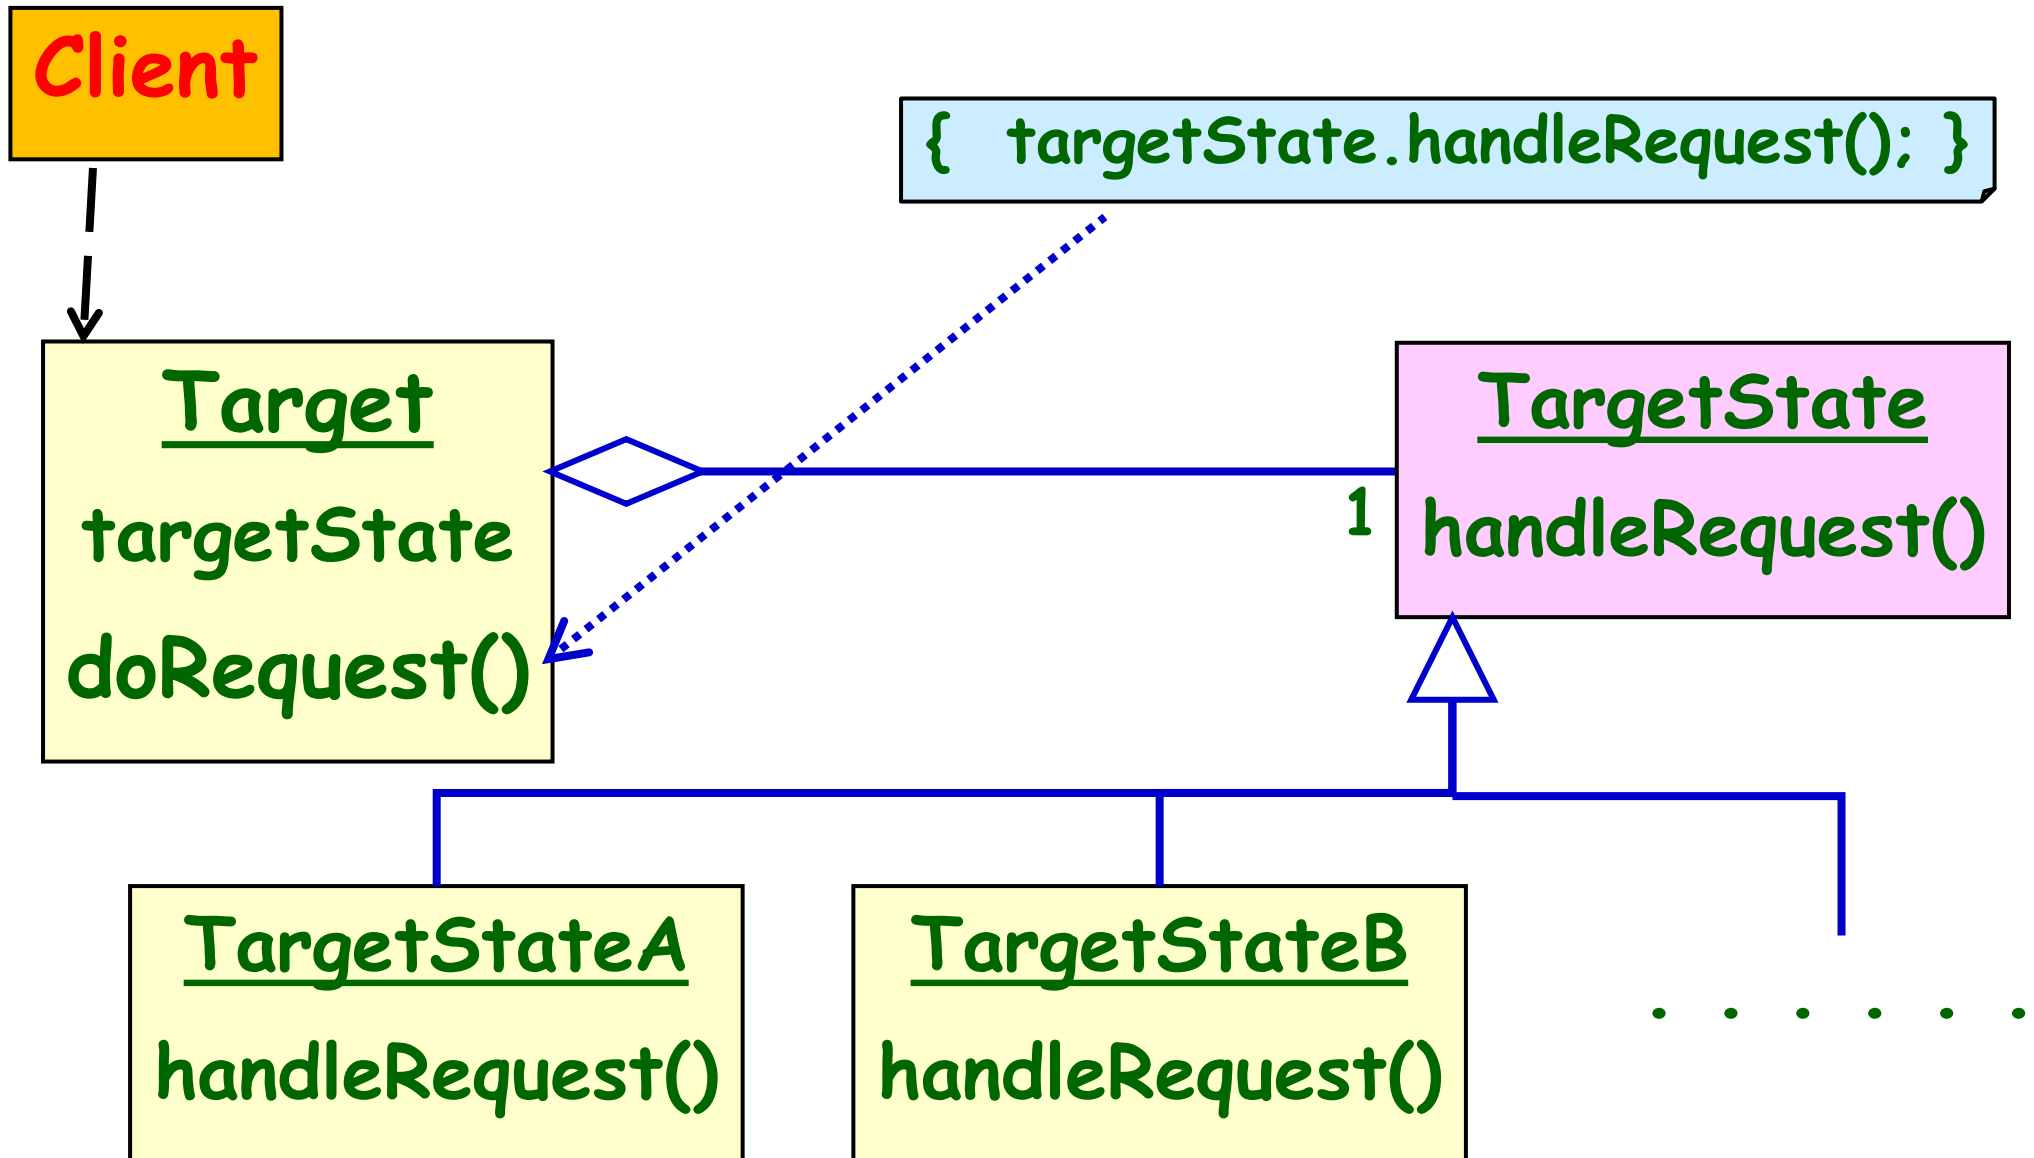 Client
{ targetState.handleRequest(); }
Target
targetState
doRequest()
1
TargetState
handleRequest()
TargetStateA
handleRequest()
TargetStateB
handleRequest()
. . . . . .